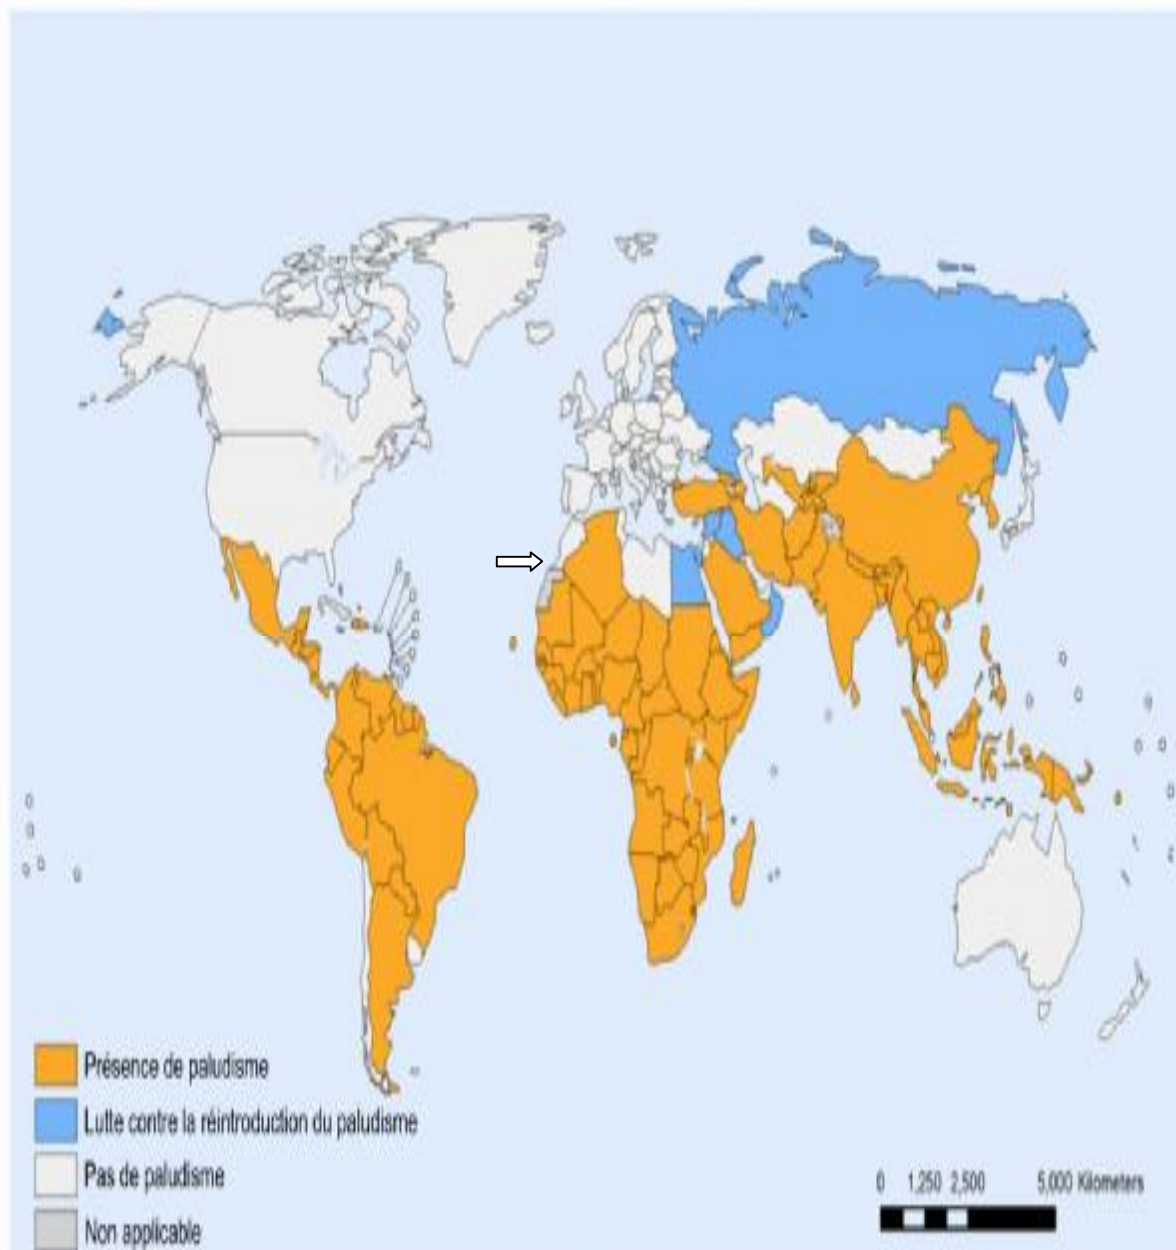 Présence de paludisme
Lutte contre la réintroduction du paludisme
Pas de paludisme
Non applicable
0 1,250 2,500 5,000 Kilometers